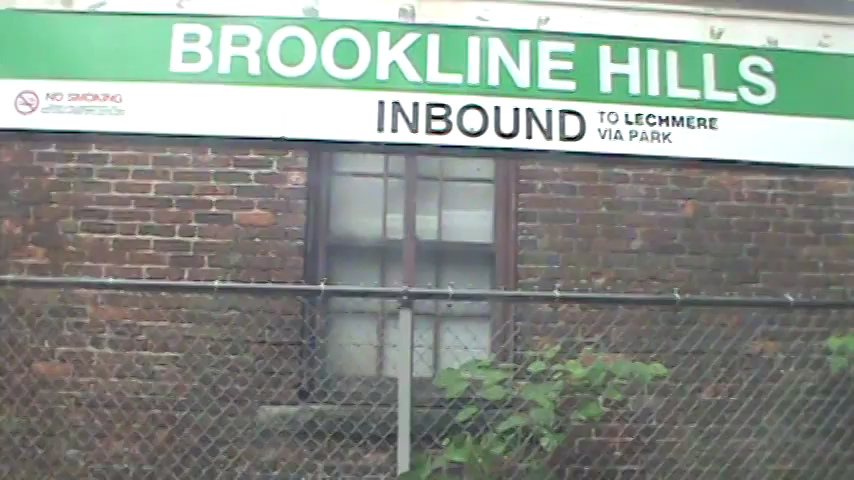 BROOKLINE HILLS
NO SMOKING
INBOUND
TO LECHMERE
VIA PARK